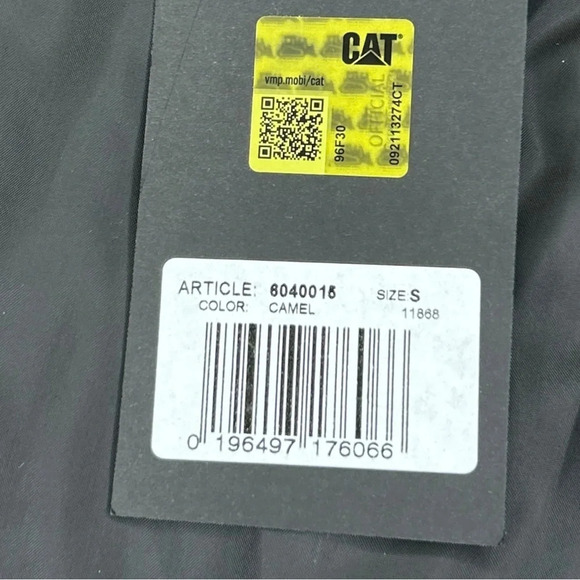 CAT
vmp.mobi/cat
96F30
OFFICIAL
092113274CT
ARTICLE: 6040015 SIZE:S
COLOR: CAMEL 11868
0 196497 176066